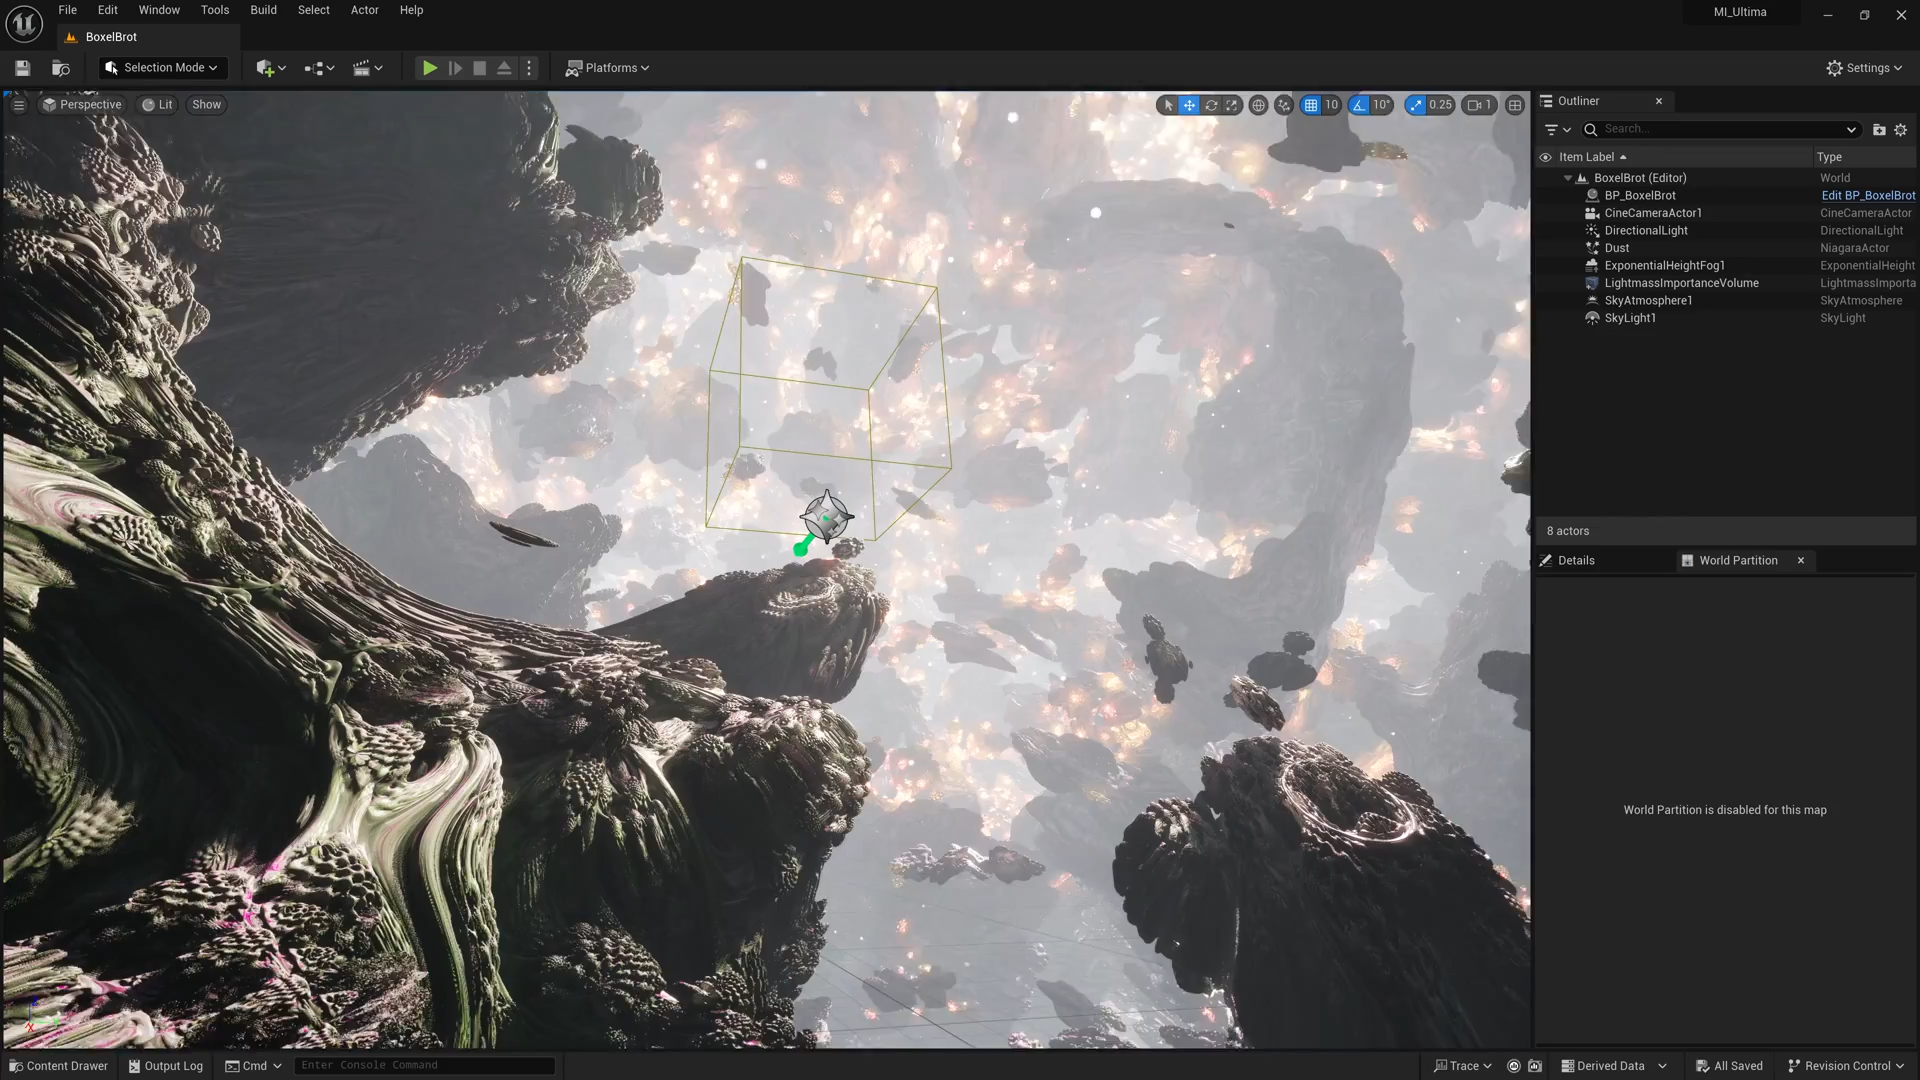 File Edit Window Tools Build Select Actor Help
MI_Ultima
BoxelBrot
Selection Mode
Platforms
Settings
Perspective Lit Show
10 10° 0.25 1
Outliner
Search...
Item Label Type
BoxelBrot (Editor) World
BP_BoxelBrot Edit BP_BoxelBrot
CineCameraActor1 CineCameraActor
DirectionalLight DirectionalLight
Dust NiagaraActor
ExponentialHeightFog1 ExponentialHeight
LightmassImportanceVolume LightmassImporta
SkyAtmosphere1 SkyAtmosphere
SkyLight1 SkyLight
8 actors
Details World Partition
World Partition is disabled for this map
X
Content Drawer Output Log Cmd Enter Console Command
Trace Derived Data All Saved Revision Control